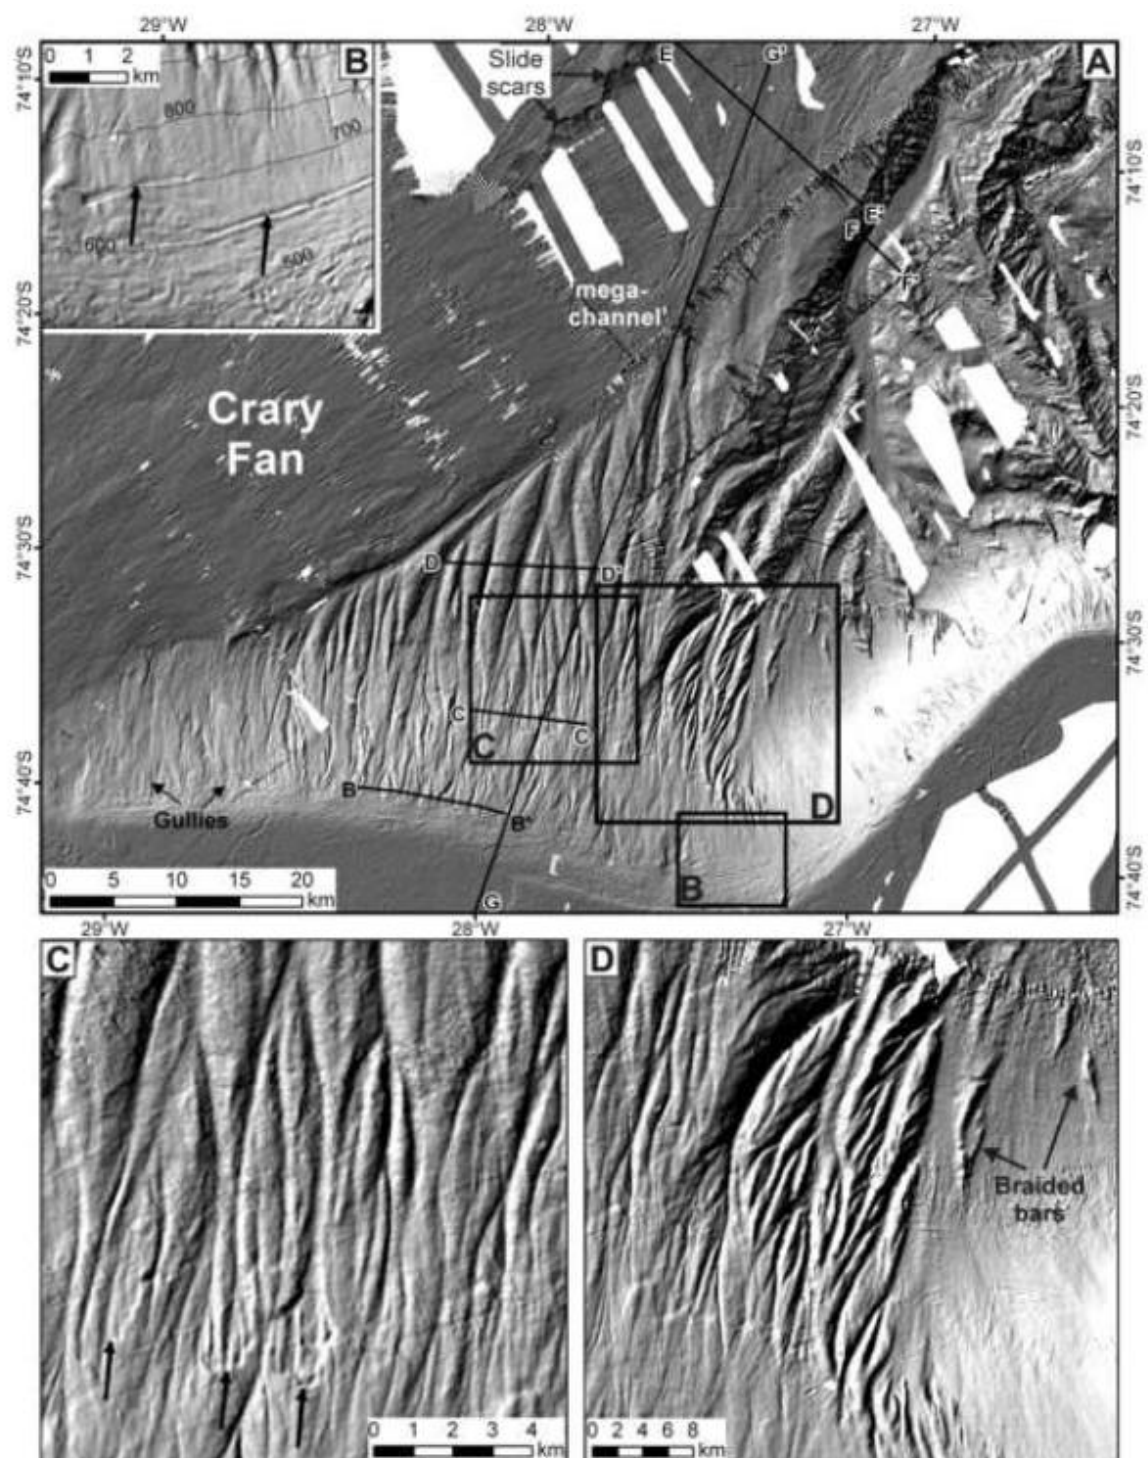 29°W
28°W
27°W
0 1 2
km
B
A
Slide
scars
E
G'
74°10'S
74°10'S
800
700
600
500
E'
F
mega-
channel'
74°20'S
74°20'S
Crary
Fan
74°30'S
74°30'S
D
D'
C
C
C
B
B'
D
Gullies
74°40'S
74°40'S
B
G
0 5 10 15 20
km
29°W
28°W
27°W
C
D
Braided
bars
0 1 2 3 4
km
0 2 4 6 8
km